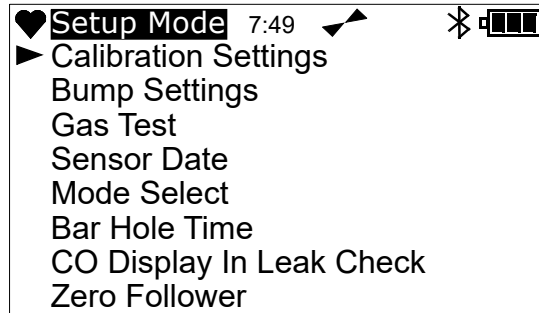 Setup Mode 7:49
Calibration Settings
Bump Settings
Gas Test
Sensor Date
Mode Select
Bar Hole Time
CO Display In Leak Check
Zero Follower